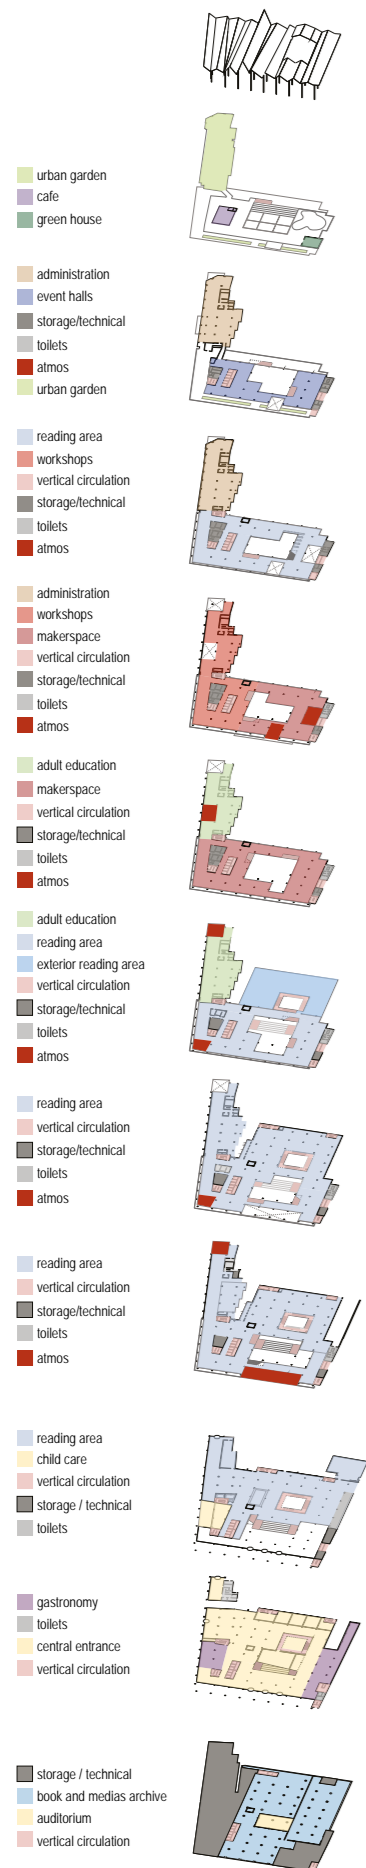 urban garden
cafe
green house
administration
event halls
storage/technical
toilets
atmos
urban garden
reading area
workshops
vertical circulation
storage/technical
toilets
atmos
administration
workshops
makerspace
vertical circulation
storage/technical
toilets
atmos
adult education
makerspace
vertical circulation
storage/technical
toilets
atmos
adult education
reading area
exterior reading area
vertical circulation
storage/technical
toilets
atmos
reading area
vertical circulation
storage/technical
toilets
atmos
reading area
vertical circulation
storage/technical
toilets
atmos
reading area
child care
vertical circulation
storage / technical
toilets
gastronomy
toilets
central entrance
vertical circulation
storage / technical
book and medias archive
auditorium
vertical circulation